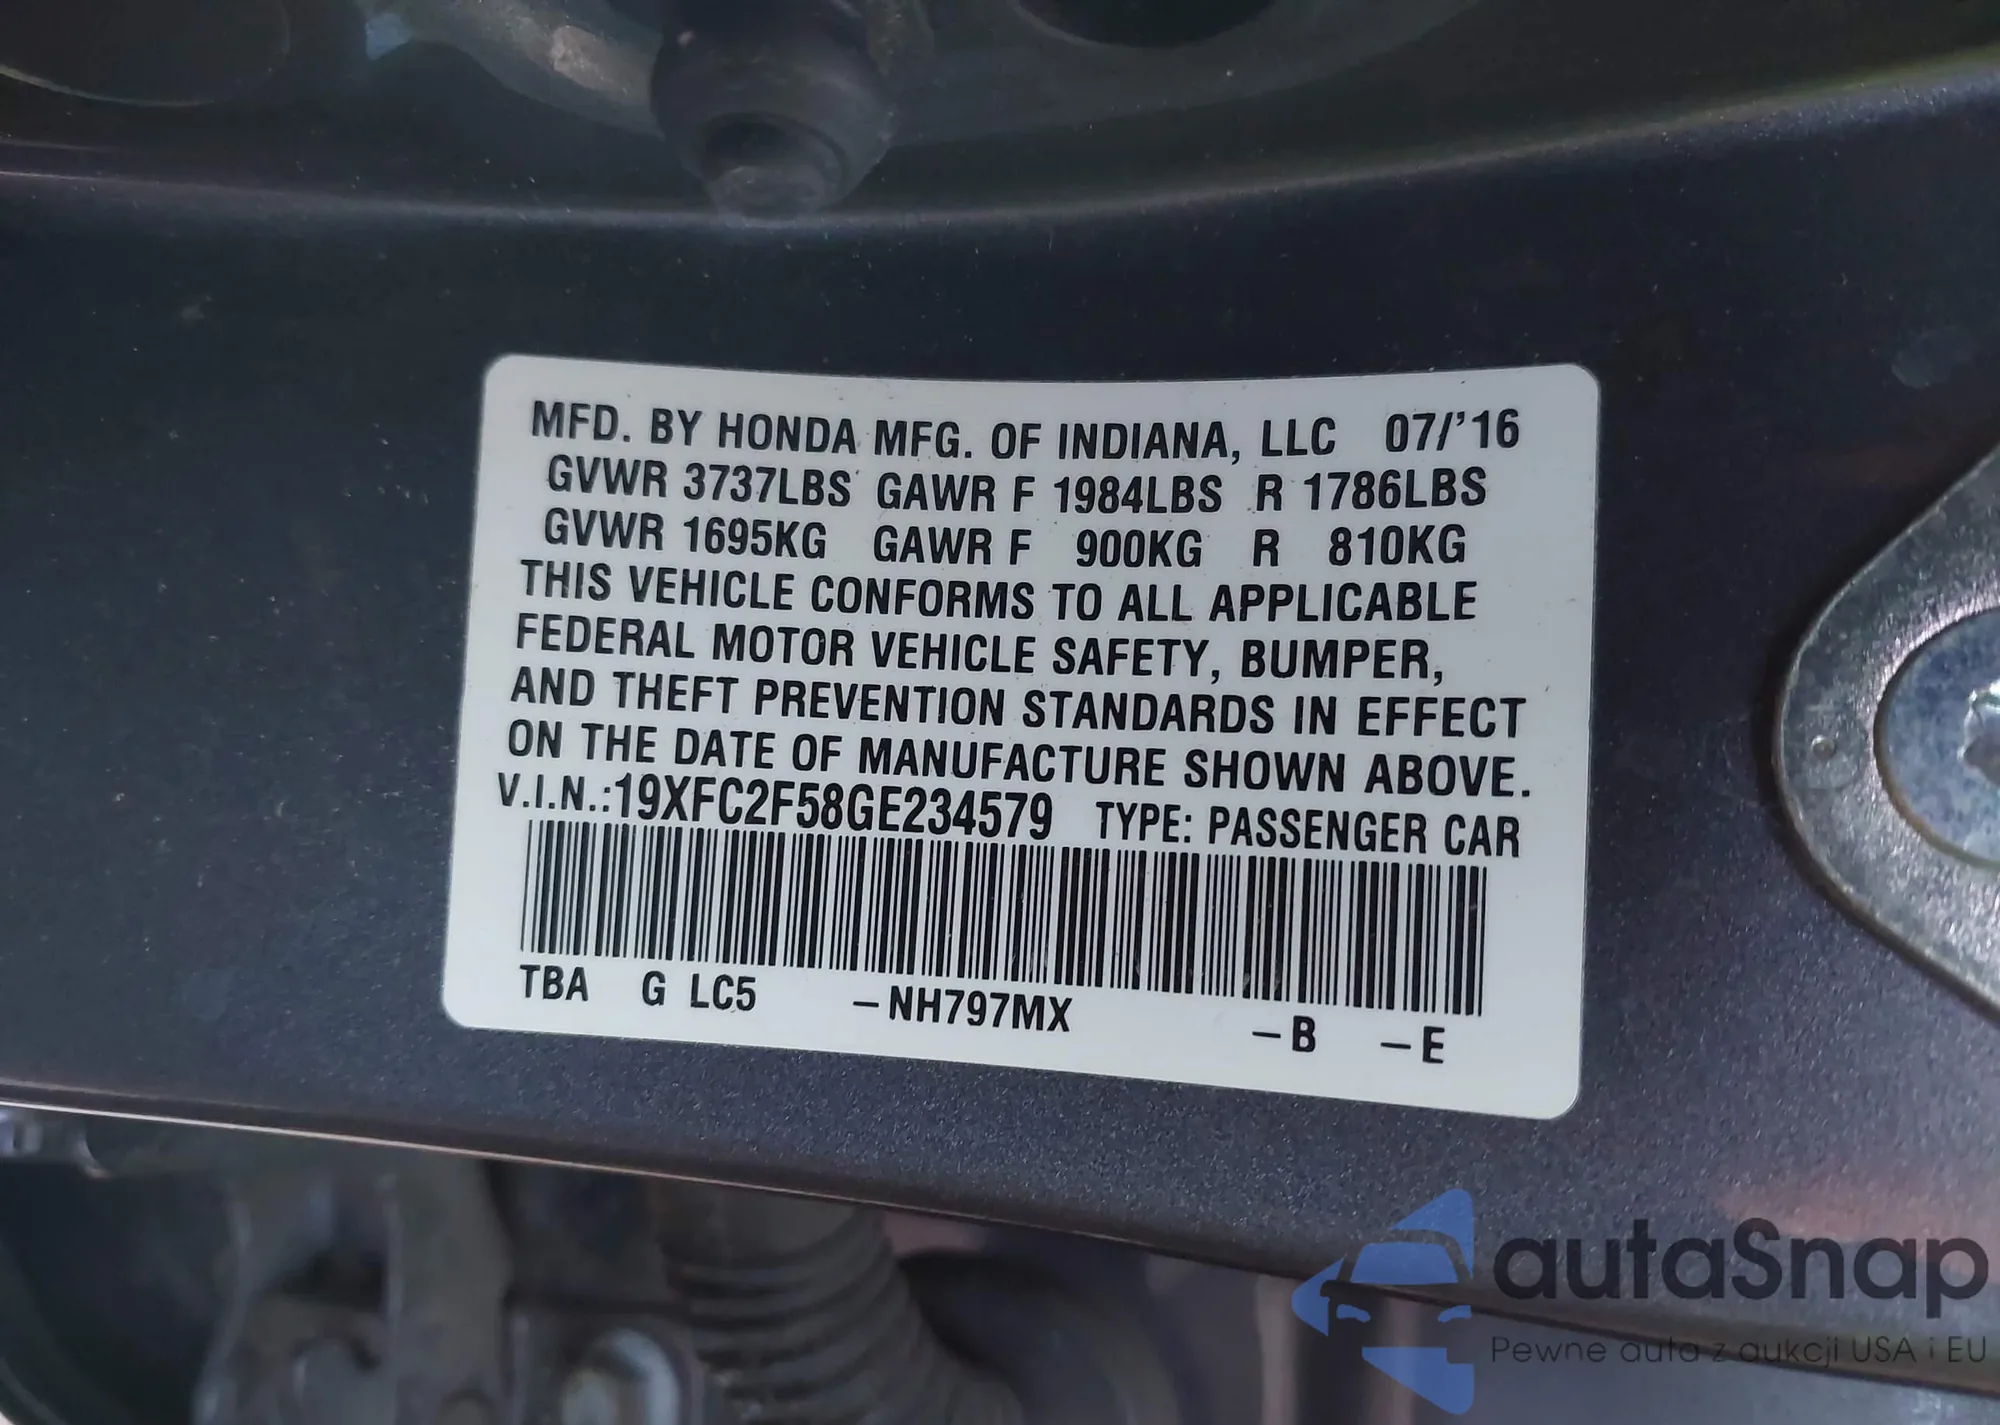 MFD. BY HONDA MFG. OF INDIANA, LLC 07/'16
GVWR 3737LBS GAWR F 1984LBS R 1786LBS
GVWR 1695KG GAWR F 900KG R 810KG
THIS VEHICLE CONFORMS TO ALL APPLICABLE
FEDERAL MOTOR VEHICLE SAFETY, BUMPER,
AND THEFT PREVENTION STANDARDS IN EFFECT
ON THE DATE OF MANUFACTURE SHOWN ABOVE.
V.I.N.:19XFC2F58GE234579 TYPE: PASSENGER CAR
TBA G LC5 –NH797MX –B –E
autaSnap
Pewne auta z aukcji USA i EU